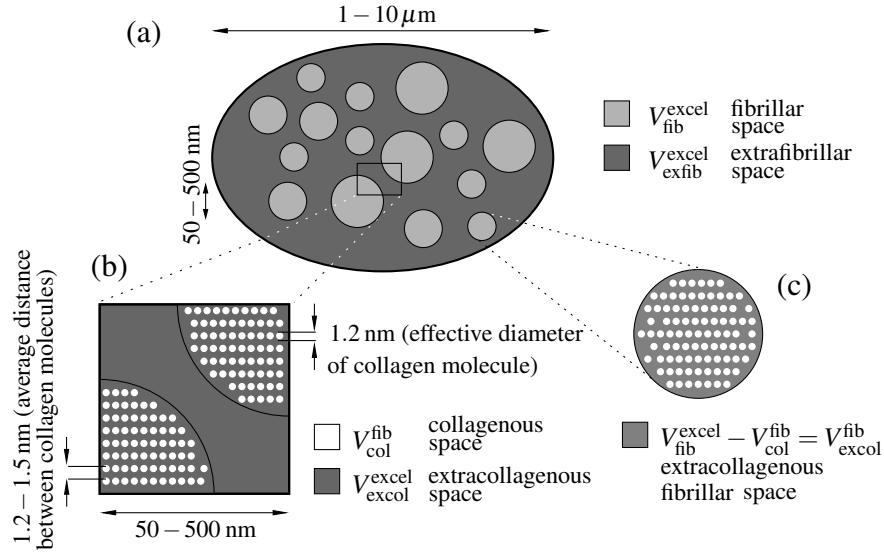 (a)
1 – 10 μm
50 – 500 nm
V_fib^excel fibrillar
space
V_exfib^excel extrafibrillar
space
(b)
1.2 – 1.5 nm (average distance
between collagen molecules)
1.2 nm (effective diameter
of collagen molecule)
V_col^fib collagenous
space
V_excol^excel extracollagenous
space
50 – 500 nm
(c)
V_fib^excel – V_col^fib = V_excol^fib
extracollagenous
fibrillar space